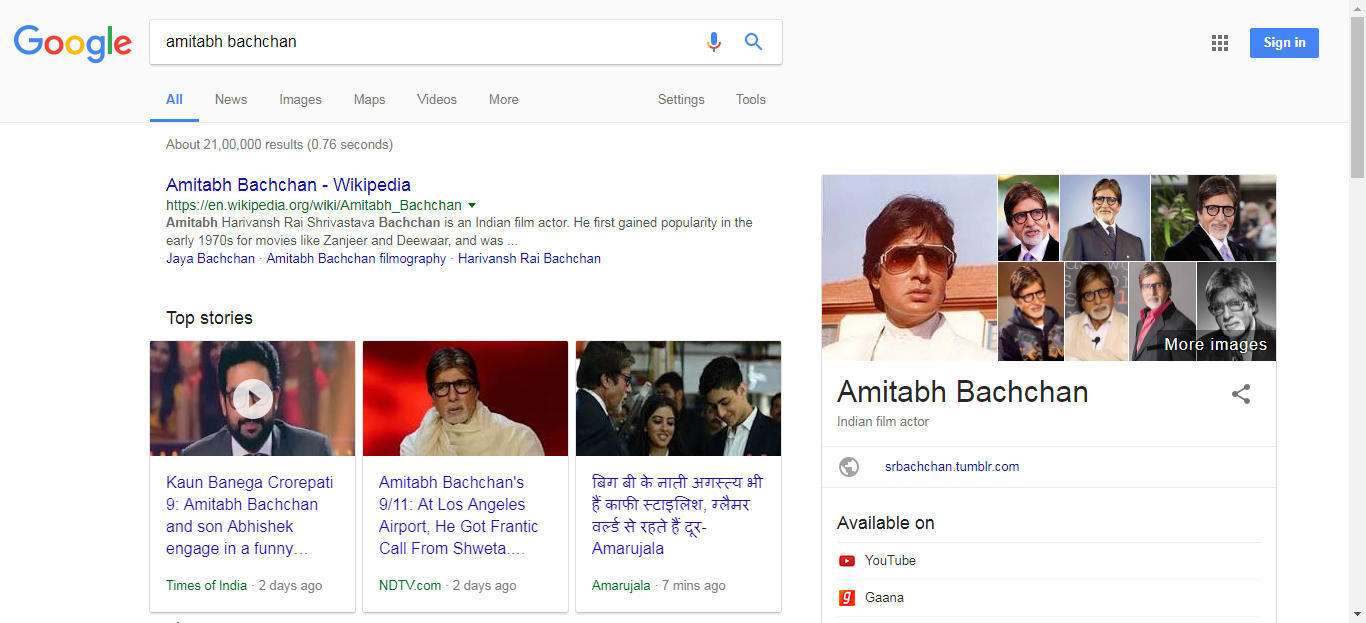 Google
amitabh bachchan
Sign in
All News Images Maps Videos More Settings Tools
About 21,00,000 results (0.76 seconds)
Amitabh Bachchan - Wikipedia
https://en.wikipedia.org/wiki/Amitabh_Bachchan
Amitabh Harivansh Rai Shrivastava Bachchan is an Indian film actor. He first gained popularity in the
early 1970s for movies like Zanjeer and Deewaar, and was ...
Jaya Bachchan · Amitabh Bachchan filmography · Harivansh Rai Bachchan
Top stories
Kaun Banega Crorepati
9: Amitabh Bachchan
and son Abhishek
engage in a funny…
Times of India · 2 days ago
Amitabh Bachchan's
9/11: At Los Angeles
Airport, He Got Frantic
Call From Shweta....
NDTV.com · 2 days ago
बिग बी के नाती अगस्त्य भी
हैं काफी स्टाइलिश, ग्लैमर
वर्ल्ड से रहते हैं दूर-
Amarujala
Amarujala · 7 mins ago
More images
Amitabh Bachchan
Indian film actor
srbachchan.tumblr.com
Available on
YouTube
Gaana